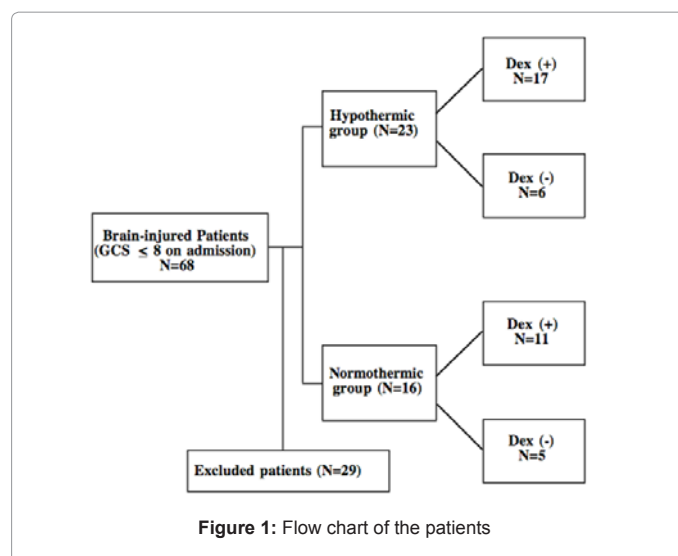 Brain-injured Patients
(GCS ≤ 8 on admission)
N=68
Hypothermic
group (N=23)
Dex (+)
N=17
Dex (-)
N=6
Normothermic
group (N=16)
Dex (+)
N=11
Dex (-)
N=5
Excluded patients (N=29)
Figure 1: Flow chart of the patients